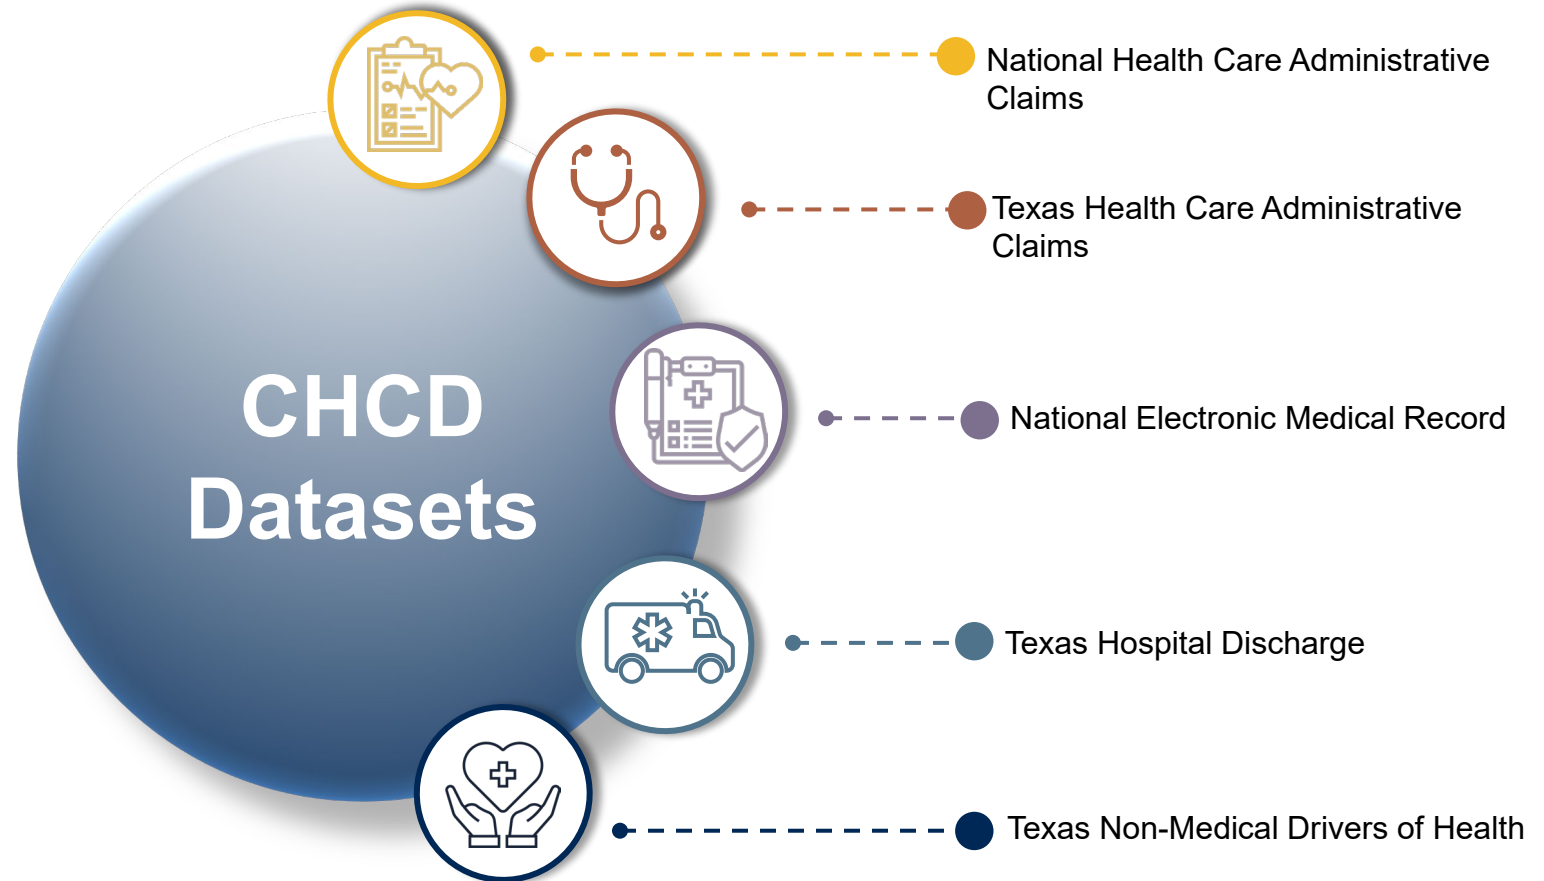 CHCD
Datasets
National Health Care Administrative
Claims
Texas Health Care Administrative
Claims
National Electronic Medical Record
Texas Hospital Discharge
Texas Non-Medical Drivers of Health